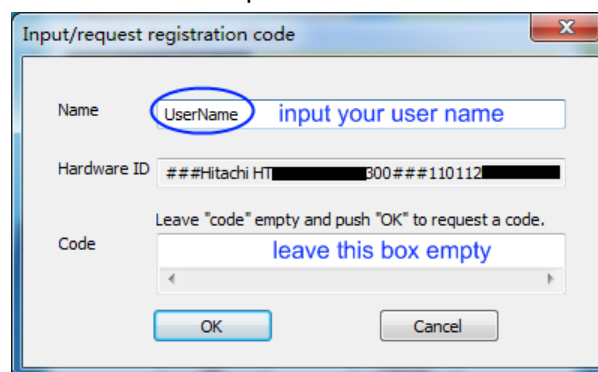 Input/request registration code
X
Name UserName input your user name
Hardware ID ###Hitachi HT 300###110112
Leave "code" empty and push "OK" to request a code.
Code leave this box empty
OK Cancel